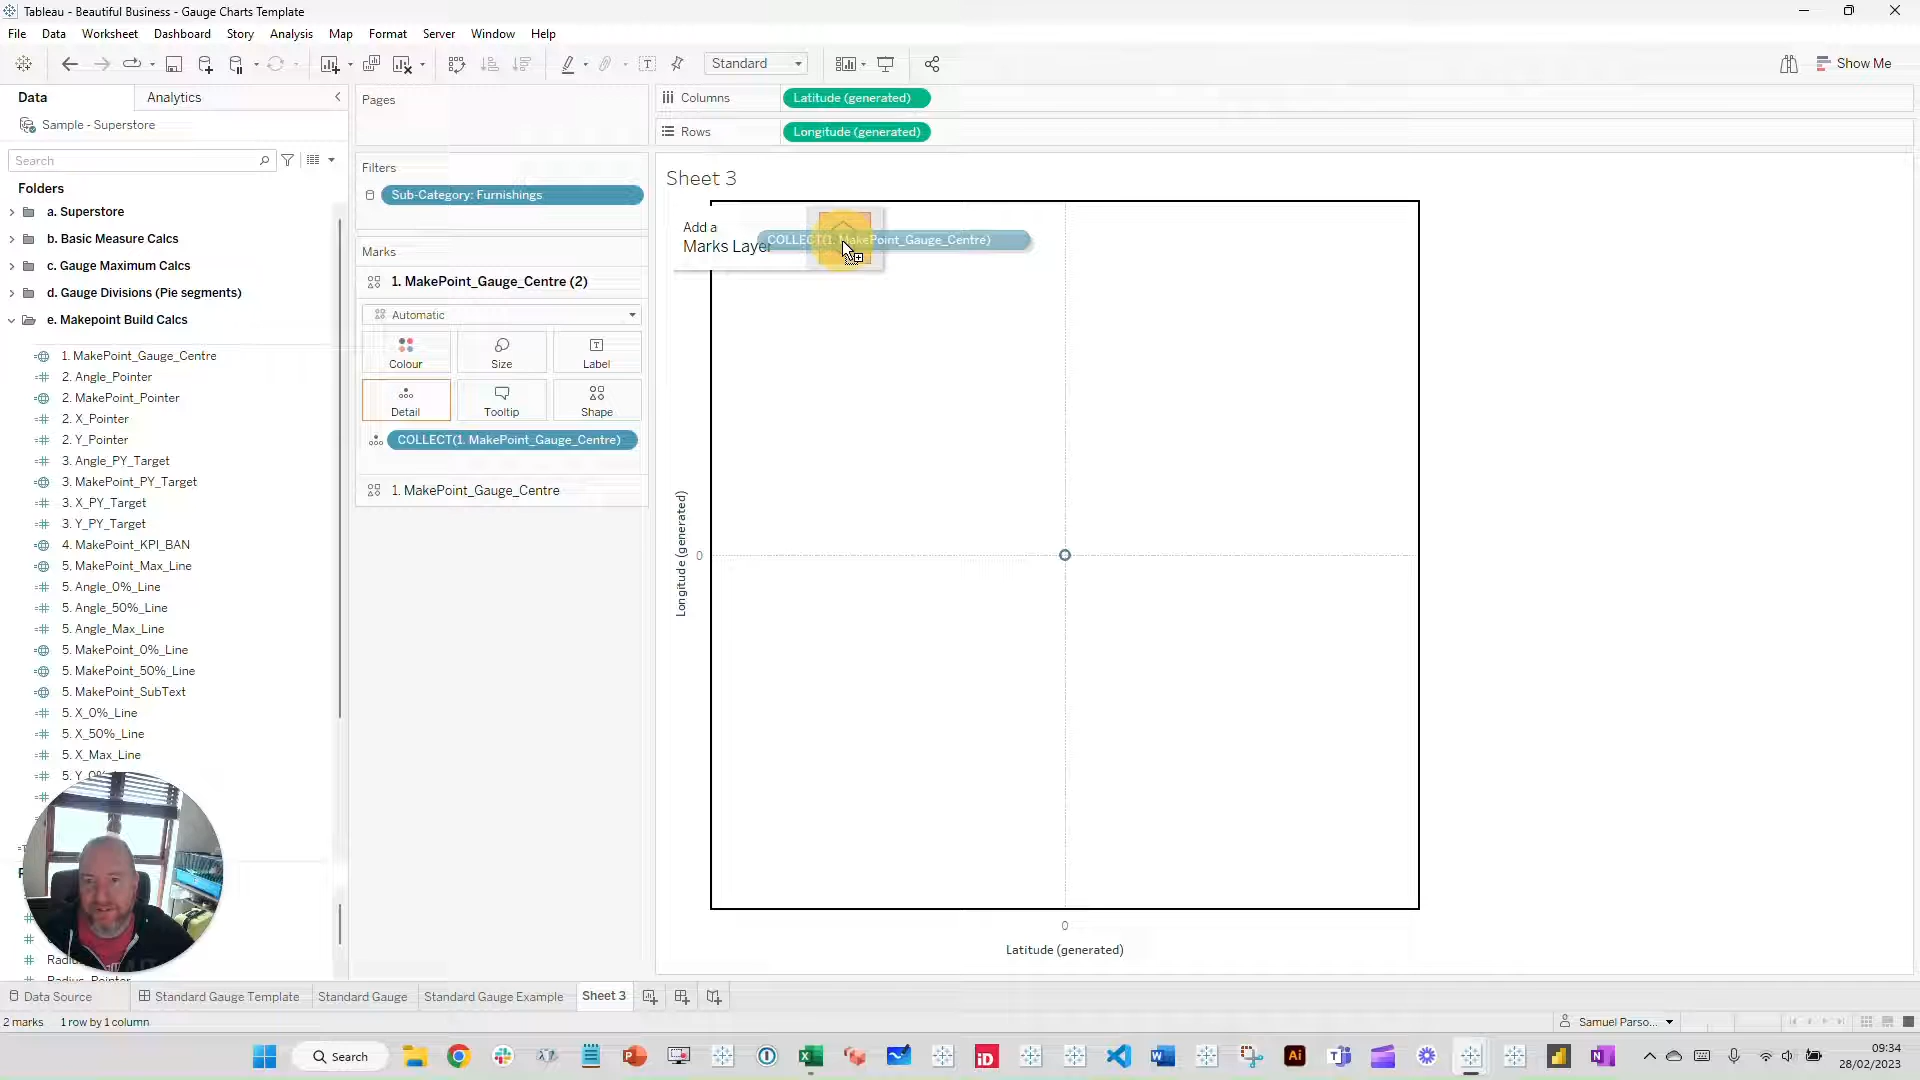 Tableau - Beautiful Business - Gauge Charts Template
File Data Worksheet Dashboard Story Analysis Map Format Server Window Help
Standard
Show Me
Data Analytics
Sample - Superstore
Search
Folders
a. Superstore
b. Basic Measure Calcs
c. Gauge Maximum Calcs
d. Gauge Divisions (Pie segments)
e. Makepoint Build Calcs
1. MakePoint_Gauge_Centre
2. Angle_Pointer
2. MakePoint_Pointer
2. X_Pointer
2. Y_Pointer
3. Angle_PY_Target
3. MakePoint_PY_Target
3. X_PY_Target
3. Y_PY_Target
4. MakePoint_KPI_BAN
5. MakePoint_Max_Line
5. Angle_0%_Line
5. Angle_50%_Line
5. Angle_Max_Line
5. MakePoint_0%_Line
5. MakePoint_50%_Line
5. MakePoint_SubText
5. X_0%_Line
5. X_50%_Line
5. X_Max_Line
Pages
Filters
Sub-Category: Furnishings
Marks
1. MakePoint_Gauge_Centre (2)
Automatic
Colour Size Label
Detail Tooltip Shape
COLLECT(1. MakePoint_Gauge_Centre)
1. MakePoint_Gauge_Centre
Columns Latitude (generated)
Rows Longitude (generated)
Sheet 3
Add a
Marks Layer
COLLECT(1. MakePoint_Gauge_Centre)
Longitude (generated)
0
0
Latitude (generated)
Data Source Standard Gauge Template Standard Gauge Standard Gauge Example Sheet 3
2 marks 1 row by 1 column
Samuel Parso...
Search
09:34
28/02/2023